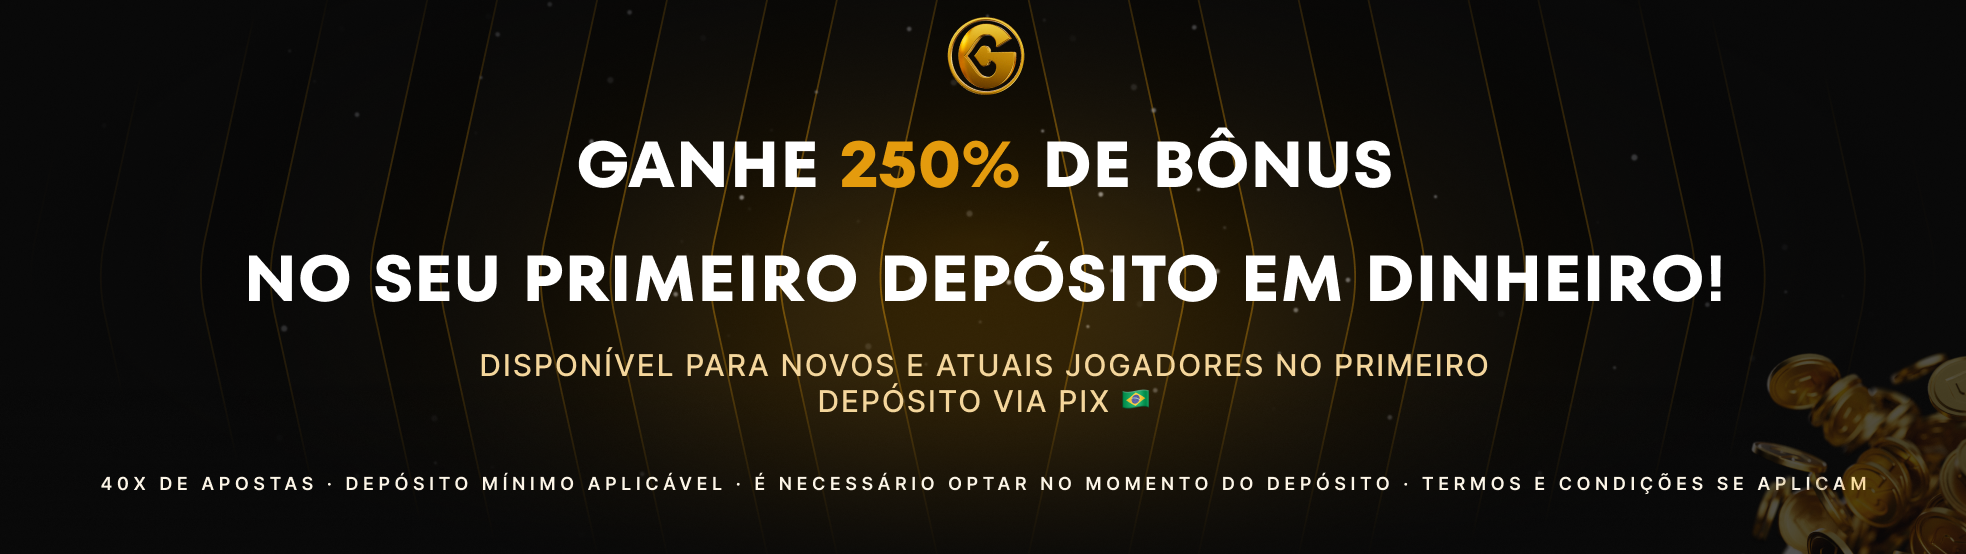 GANHE 250% DE BÔNUS
NO SEU PRIMEIRO DEPÓSITO EM DINHEIRO!
DISPONÍVEL PARA NOVOS E ATUAIS JOGADORES NO PRIMEIRO
DEPÓSITO VIA PIX 🇧🇷
40X DE APOSTAS · DEPÓSITO MÍNIMO APLICÁVEL · É NECESSÁRIO OPTAR NO MOMENTO DO DEPÓSITO · TERMOS E CONDIÇÕES SE APLICAM